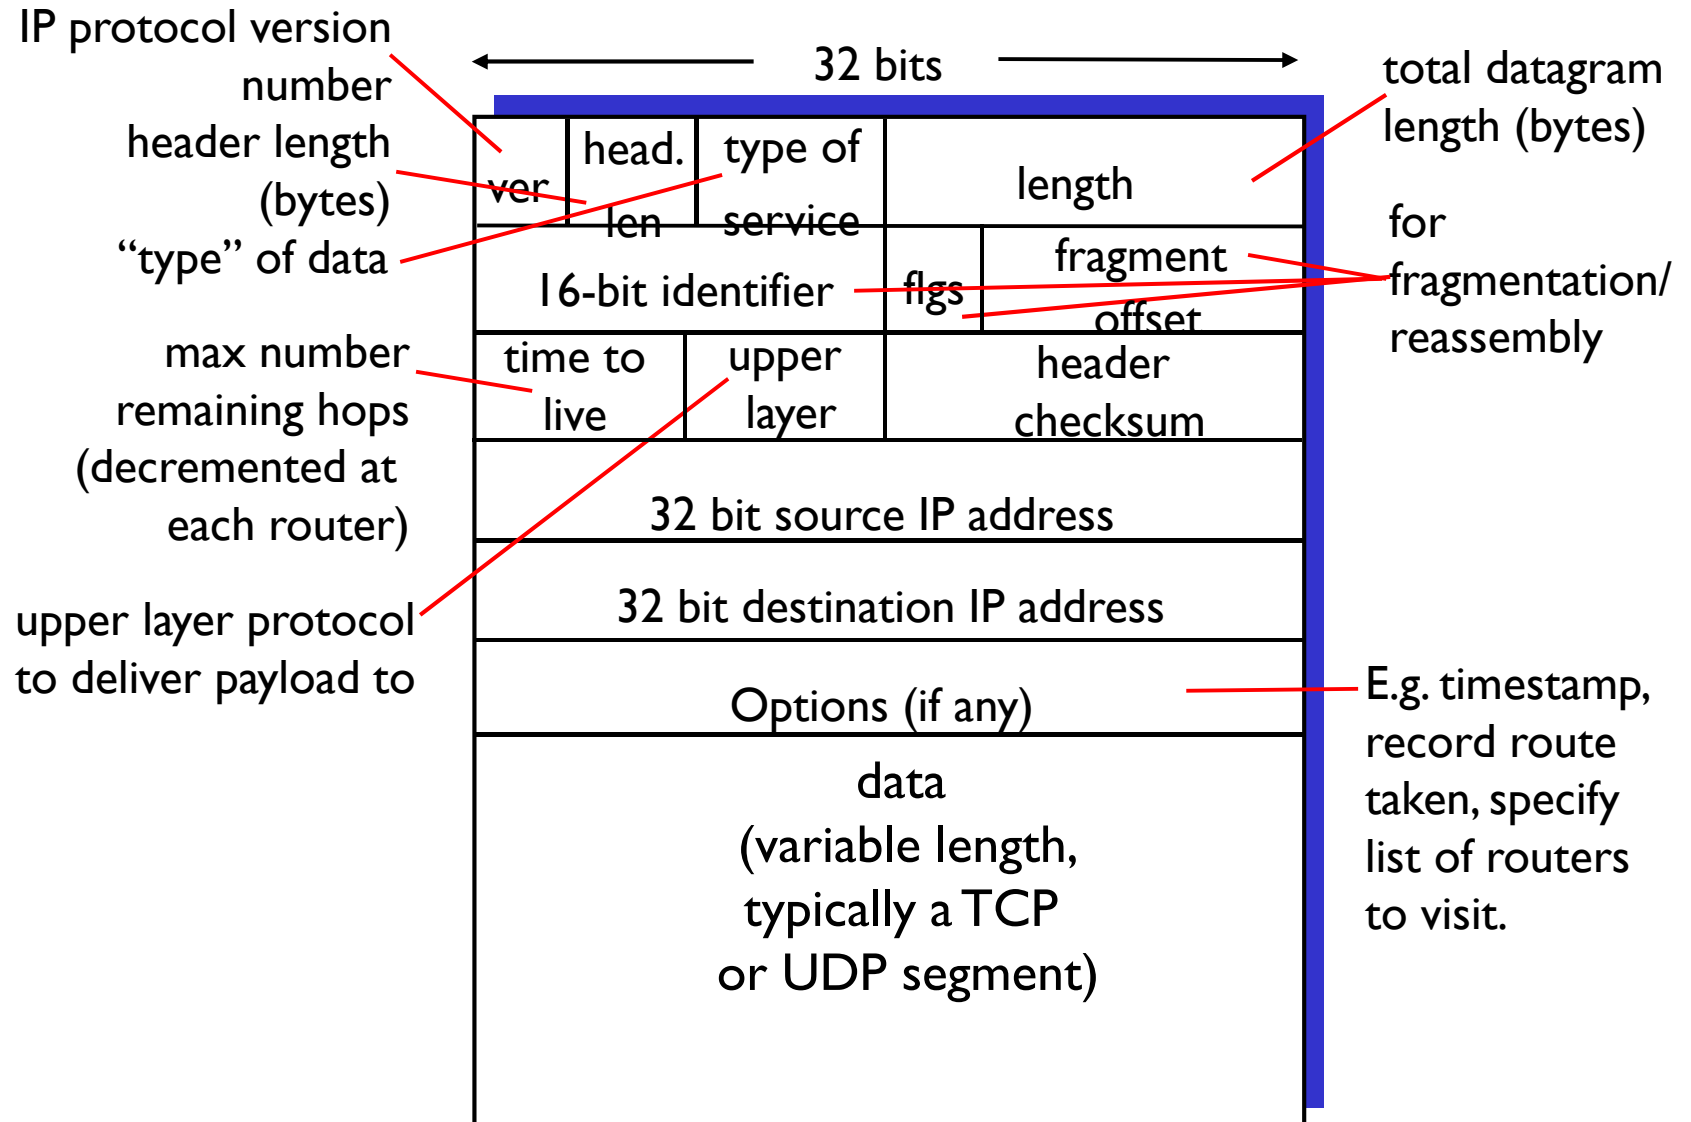 IP protocol version
number
header length
(bytes)
“type” of data
max number
remaining hops
(decremented at
each router)
upper layer protocol
to deliver payload to
32 bits
ver
head.
len
type of
service
length
16-bit identifier
flgs
fragment
offset
time to
live
upper
layer
header
checksum
32 bit source IP address
32 bit destination IP address
Options (if any)
data
(variable length,
typically a TCP
or UDP segment)
total datagram
length (bytes)
for
fragmentation/
reassembly
E.g. timestamp,
record route
taken, specify
list of routers
to visit.